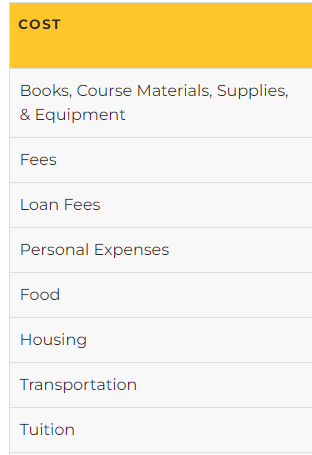 COST
Books, Course Materials, Supplies,
& Equipment
Fees
Loan Fees
Personal Expenses
Food
Housing
Transportation
Tuition